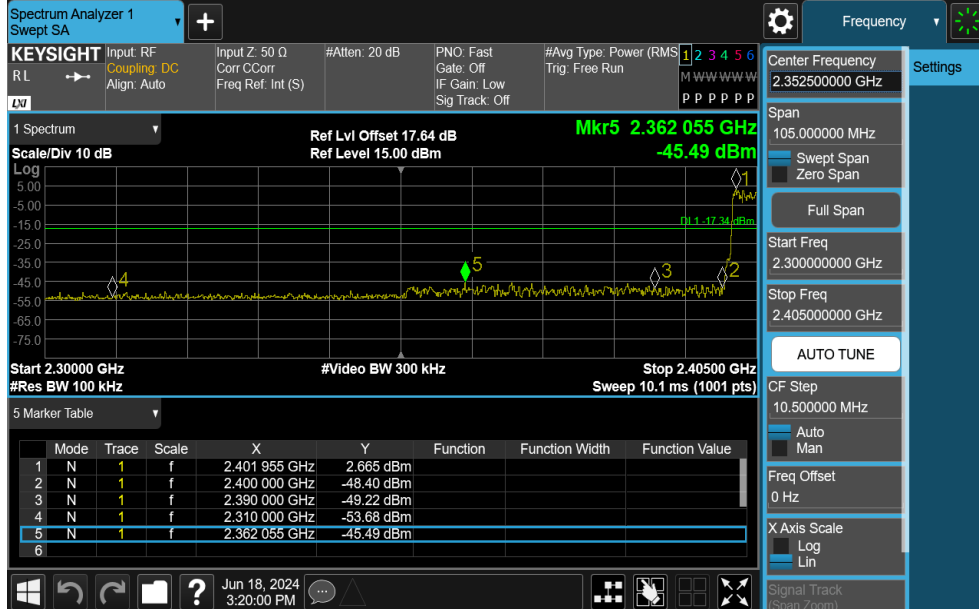 Spectrum Analyzer 1
Swept SA
+
Frequency
Settings
KEYSIGHT
RL
LXI
Input: RF
Coupling: DC
Align: Auto
Input Z: 50 Ω
Corr CCorr
Freq Ref: Int (S)
#Atten: 20 dB
PNO: Fast
Gate: Off
IF Gain: Low
Sig Track: Off
#Avg Type: Power (RMS
Trig: Free Run
1 2 3 4 5 6
M W W W W W
P P P P P P
1 Spectrum
Scale/Div 10 dB
Ref Lvl Offset 17.64 dB
Ref Level 15.00 dBm
Mkr5 2.362 055 GHz
-45.49 dBm
Log
5.00
-5.00
-15.0
-25.0
-35.0
-45.0
-55.0
-65.0
-75.0
DL1 -17.34 dBm
1
2
3
4
5
Start 2.30000 GHz
#Video BW 300 kHz
Stop 2.40500 GHz
#Res BW 100 kHz
Sweep 10.1 ms (1001 pts)
5 Marker Table
Mode Trace Scale X Y Function Function Width Function Value
1 N 1 f 2.401 955 GHz 2.665 dBm
2 N 1 f 2.400 000 GHz -48.40 dBm
3 N 1 f 2.390 000 GHz -49.22 dBm
4 N 1 f 2.310 000 GHz -53.68 dBm
5 N 1 f 2.362 055 GHz -45.49 dBm
6
Center Frequency
2.352500000 GHz
Span
105.000000 MHz
Swept Span
Zero Span
Full Span
Start Freq
2.300000000 GHz
Stop Freq
2.405000000 GHz
AUTO TUNE
CF Step
10.500000 MHz
Auto
Man
Freq Offset
0 Hz
X Axis Scale
Log
Lin
Signal Track
(Span Zoom)
?
Jun 18, 2024
3:20:00 PM